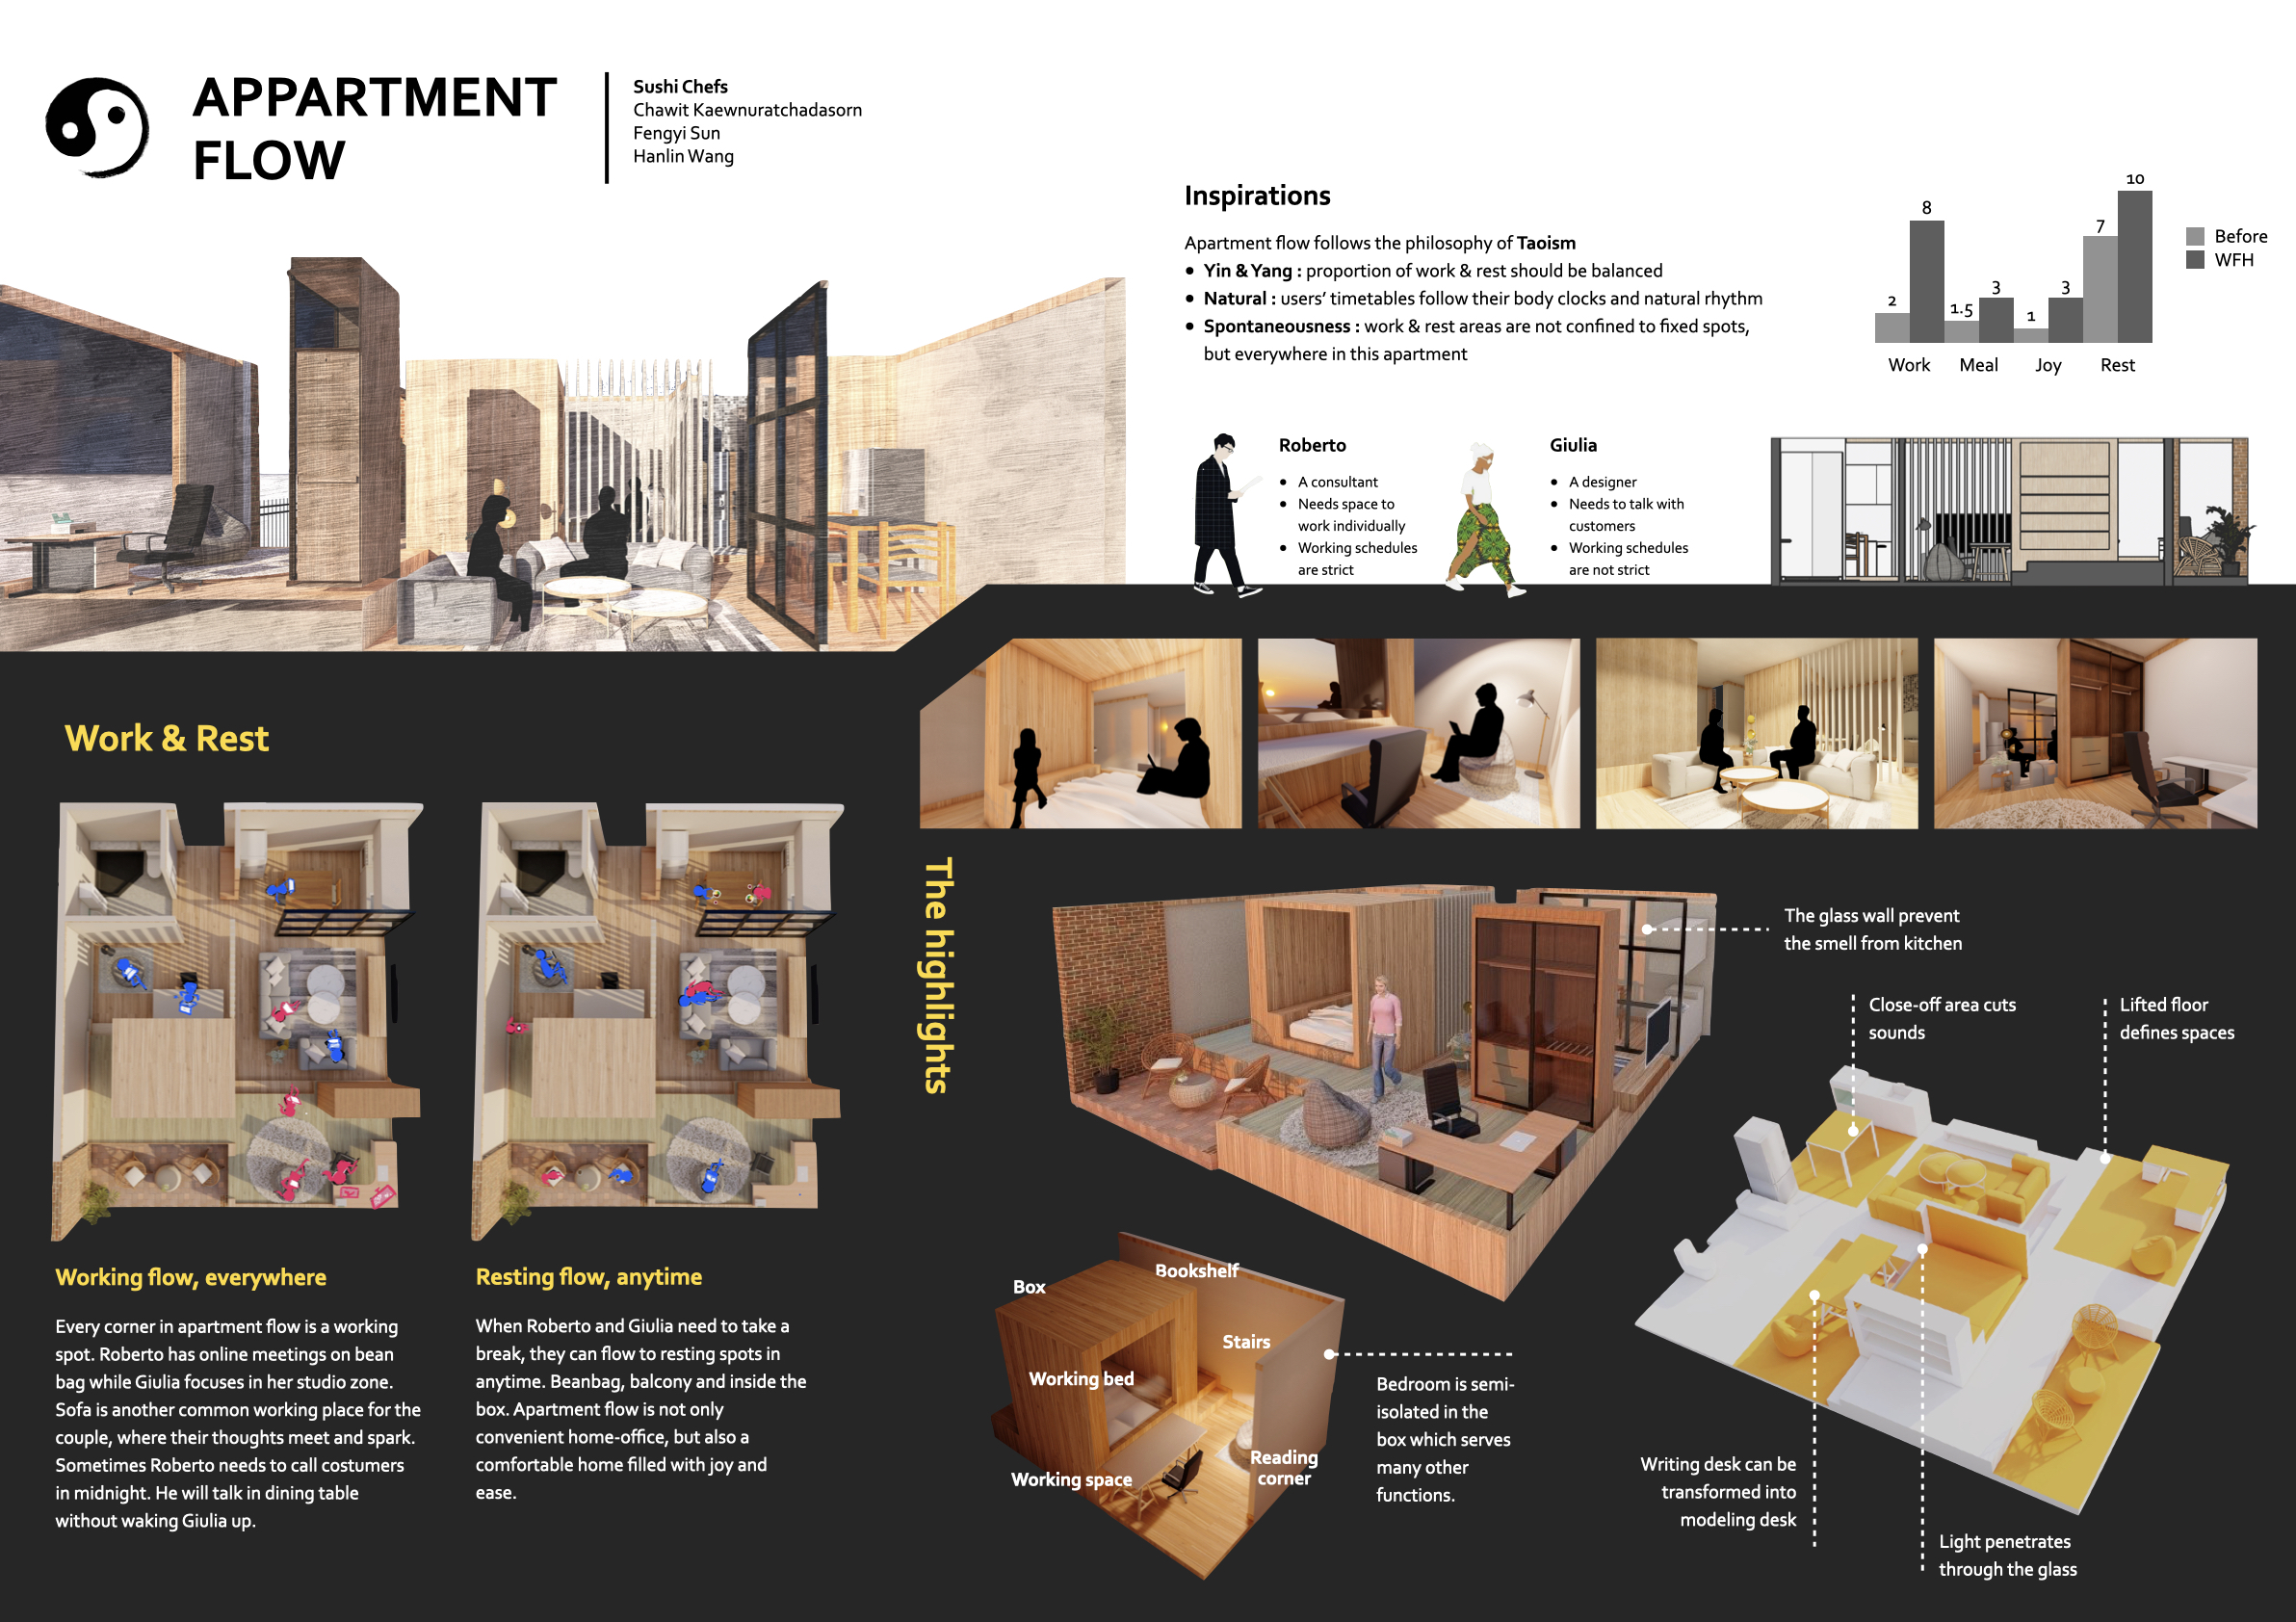 APPARTMENT
FLOW
Sushi Chefs
Chawit Kaewnuratchadasorn
Fengyi Sun
Hanlin Wang
Inspirations
Apartment flow follows the philosophy of Taoism
• Yin & Yang : proportion of work & rest should be balanced
• Natural : users’ timetables follow their body clocks and natural rhythm
• Spontaneousness : work & rest areas are not confined to fixed spots,
but everywhere in this apartment
2
8
1.5
3
1
3
7
10
Work
Meal
Joy
Rest
Before
WFH
Roberto
• A consultant
• Needs space to
work individually
• Working schedules
are strict
Giulia
• A designer
• Needs to talk with
customers
• Working schedules
are not strict
Work & Rest
Working flow, everywhere
Every corner in apartment flow is a working
spot. Roberto has online meetings on bean
bag while Giulia focuses in her studio zone.
Sofa is another common working place for the
couple, where their thoughts meet and spark.
Sometimes Roberto needs to call costumers
in midnight. He will talk in dining table
without waking Giulia up.
Resting flow, anytime
When Roberto and Giulia need to take a
break, they can flow to resting spots in
anytime. Beanbag, balcony and inside the
box. Apartment flow is not only
convenient home-office, but also a
comfortable home filled with joy and
ease.
The highlights
The glass wall prevent
the smell from kitchen
Close-off area cuts
sounds
Lifted floor
defines spaces
Box
Bookshelf
Stairs
Working bed
Working space
Reading
corner
Bedroom is semi-
isolated in the
box which serves
many other
functions.
Writing desk can be
transformed into
modeling desk
Light penetrates
through the glass